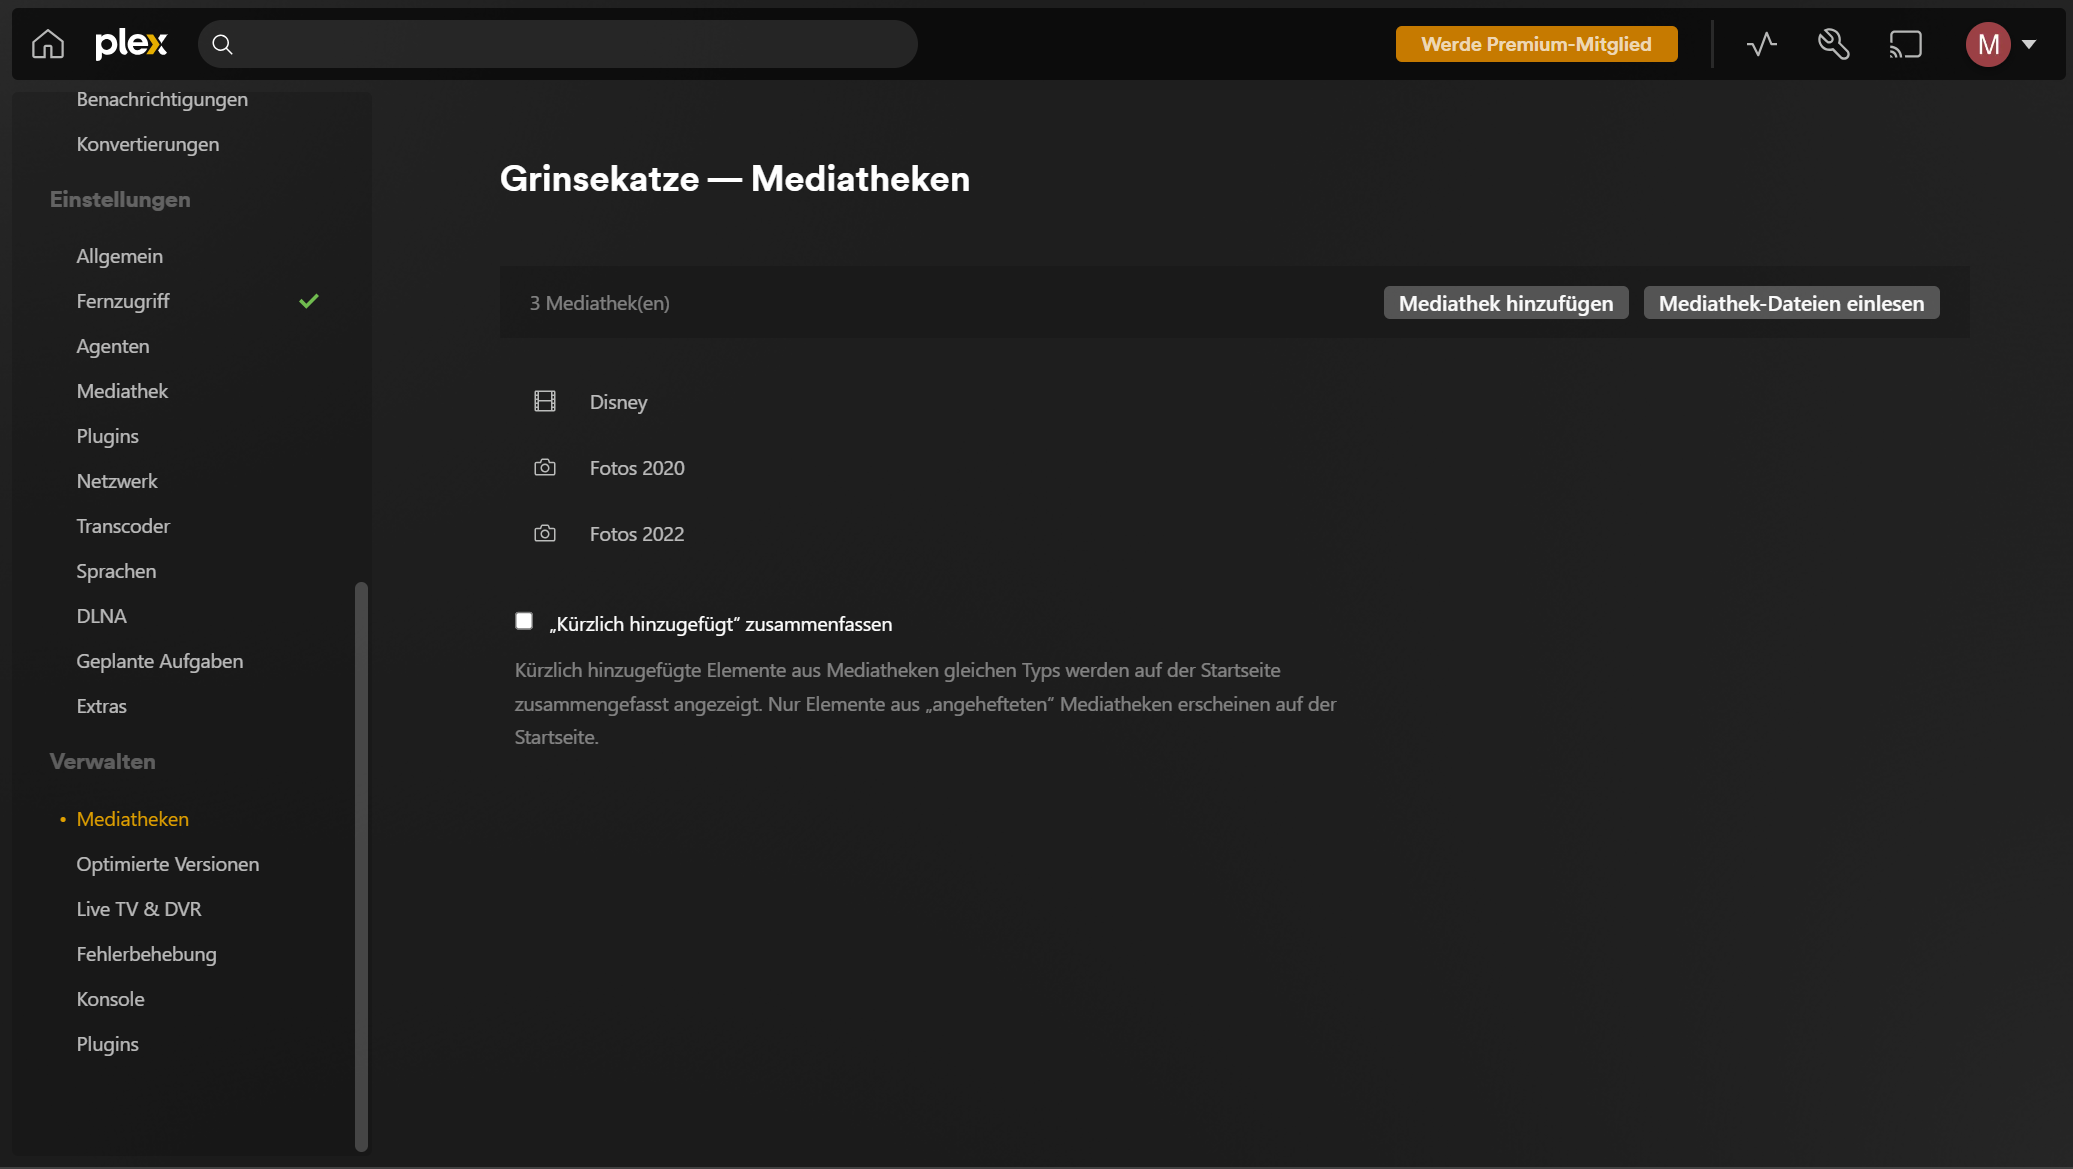 plex
Werde Premium-Mitglied
M
Benachrichtigungen
Konvertierungen
Einstellungen
Allgemein
Fernzugriff
Agenten
Mediathek
Plugins
Netzwerk
Transcoder
Sprachen
DLNA
Geplante Aufgaben
Extras
Verwalten
• Mediatheken
Optimierte Versionen
Live TV & DVR
Fehlerbehebung
Konsole
Plugins
Grinsekatze — Mediatheken
3 Mediathek(en)
Mediathek hinzufügen
Mediathek-Dateien einlesen
Disney
Fotos 2020
Fotos 2022
„Kürzlich hinzugefügt“ zusammenfassen
Kürzlich hinzugefügte Elemente aus Mediatheken gleichen Typs werden auf der Startseite
zusammengefasst angezeigt. Nur Elemente aus „angehefteten” Mediatheken erscheinen auf der
Startseite.